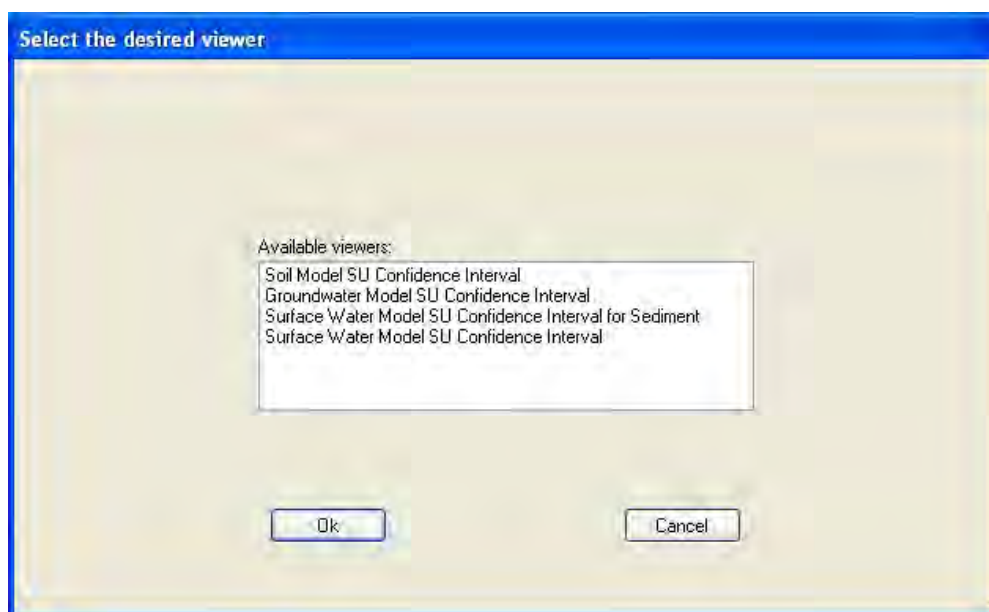 Select the desired viewer
Available viewers:
Soil Model SU Confidence Interval
Groundwater Model SU Confidence Interval
Surface Water Model SU Confidence Interval for Sediment
Surface Water Model SU Confidence Interval
Ok
Cancel